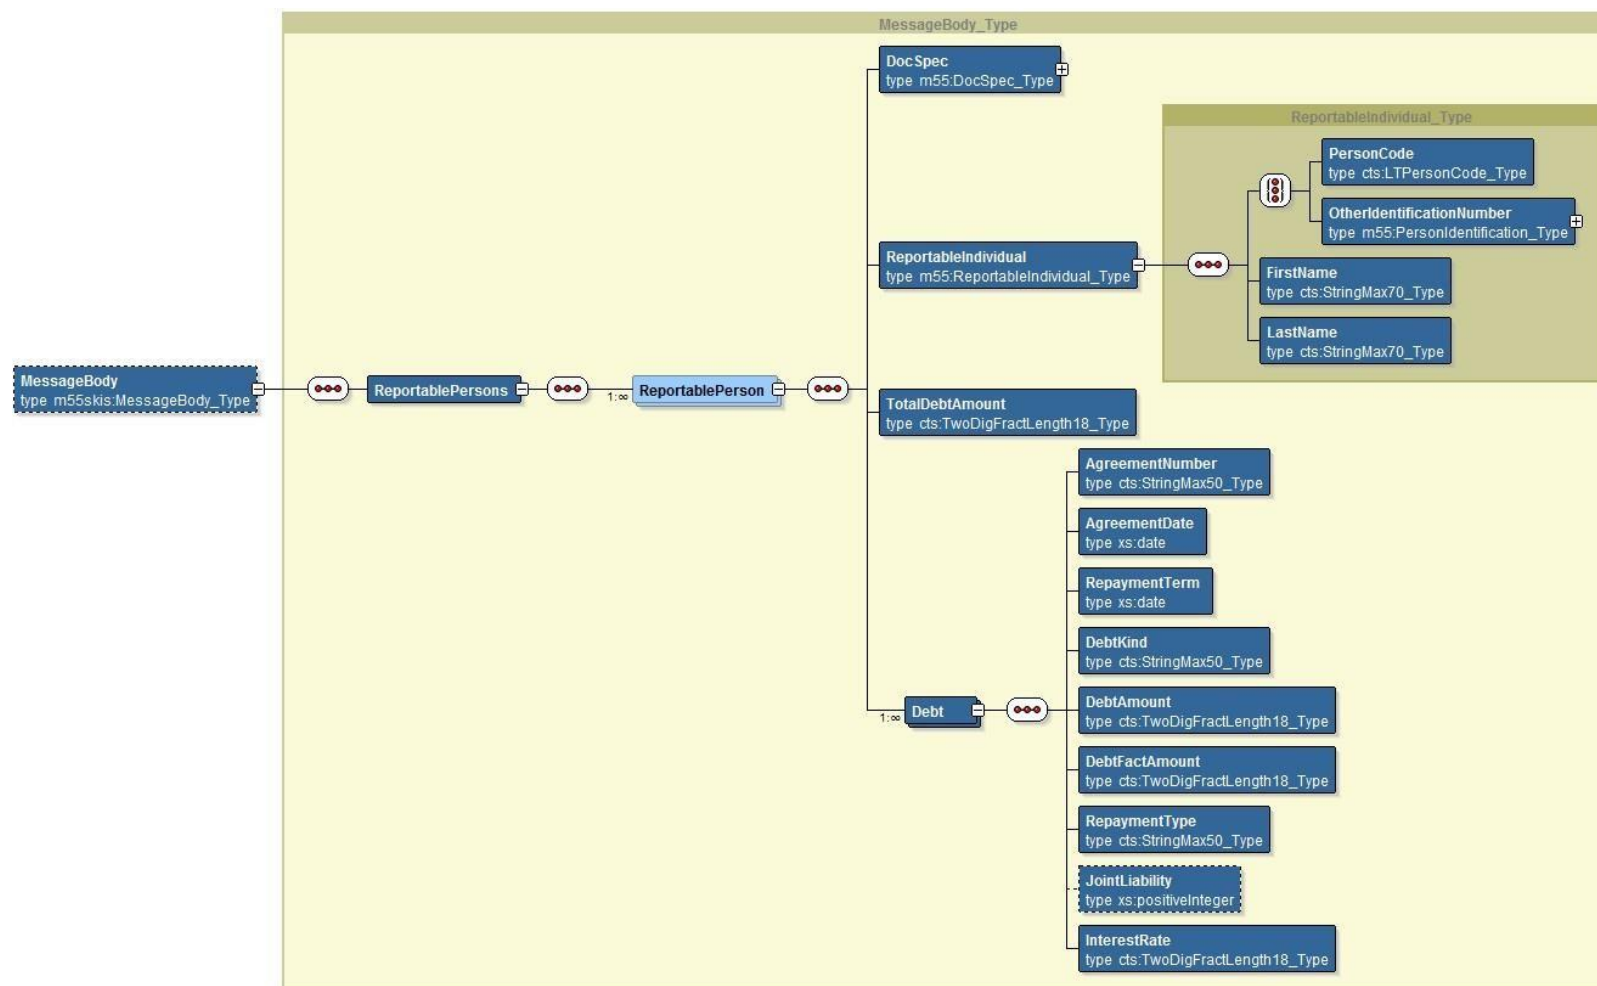 MessageBody_Type
DocSpec
type m55:DocSpec_Type
ReportableIndividual_Type
PersonCode
type cts:LTPersonCode_Type
OtherIdentificationNumber
type m55:PersonIdentification_Type
ReportableIndividual
type m55:ReportableIndividual_Type
FirstName
type cts:StringMax70_Type
LastName
type cts:StringMax70_Type
MessageBody
type m55skis:MessageBody_Type
ReportablePersons
1:∞
ReportablePerson
TotalDebtAmount
type cts:TwoDigFractLength18_Type
1:∞
Debt
AgreementNumber
type cts:StringMax50_Type
AgreementDate
type xs:date
RepaymentTerm
type xs:date
DebtKind
type cts:StringMax50_Type
DebtAmount
type cts:TwoDigFractLength18_Type
DebtFactAmount
type cts:TwoDigFractLength18_Type
RepaymentType
type cts:StringMax50_Type
JointLiability
type xs:positiveInteger
InterestRate
type cts:TwoDigFractLength18_Type